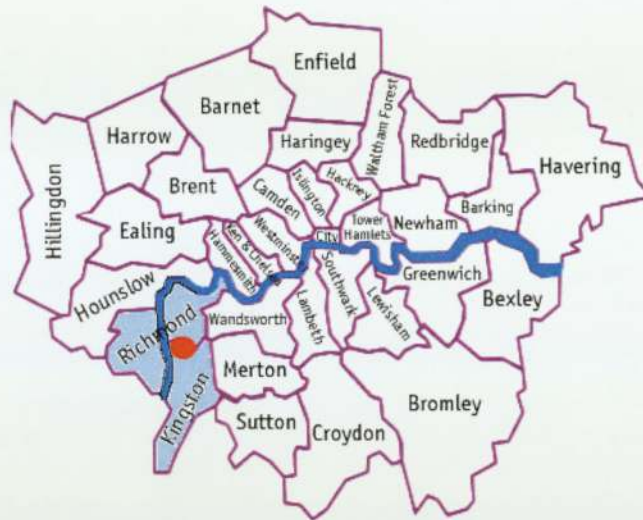 Enfield
Barnet
Harrow
Haringey
Waltham Forest
Redbridge
Havering
Hillingdon
Brent
Camden
Islington
Hackney
Barking
Ealing
Hammesmith
Ken & Chelsea
Westminster
City
Tower
Hamlets
Newham
Hounslow
Greenwich
Richmond
Wandsworth
Lambeth
Southwark
Lewisham
Bexley
Kingston
Merton
Sutton
Croydon
Bromley